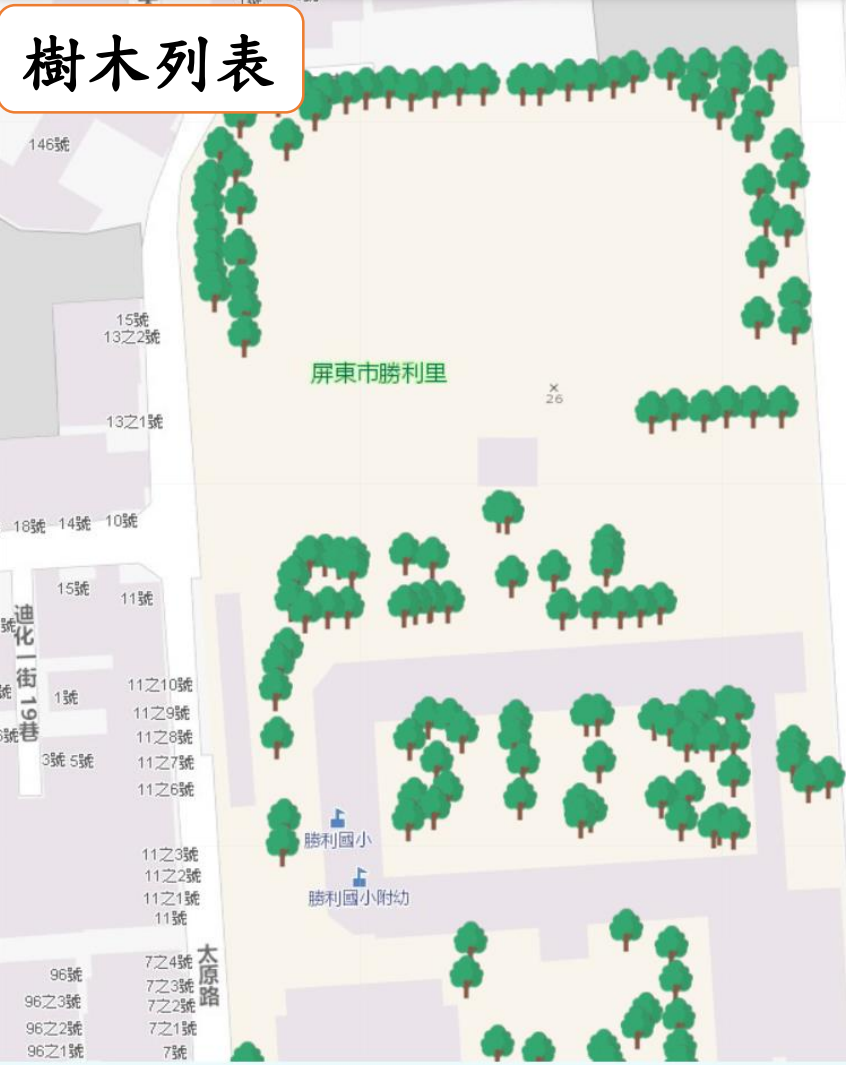 樹木列表
146號
15號
13之2號
屏東市勝利里
26
13之1號
18號 14號 10號
15號
11號
迪化一街 19巷
號
號
11之10號
1號
11之9號
11之8號
3號 5號
11之7號
11之6號
勝利國小
11之3號
11之2號
勝利國小附幼
11之1號
11號
太原路
7之4號
96號
7之3號
96之3號
7之2號
96之2號
7之1號
96之1號
7號